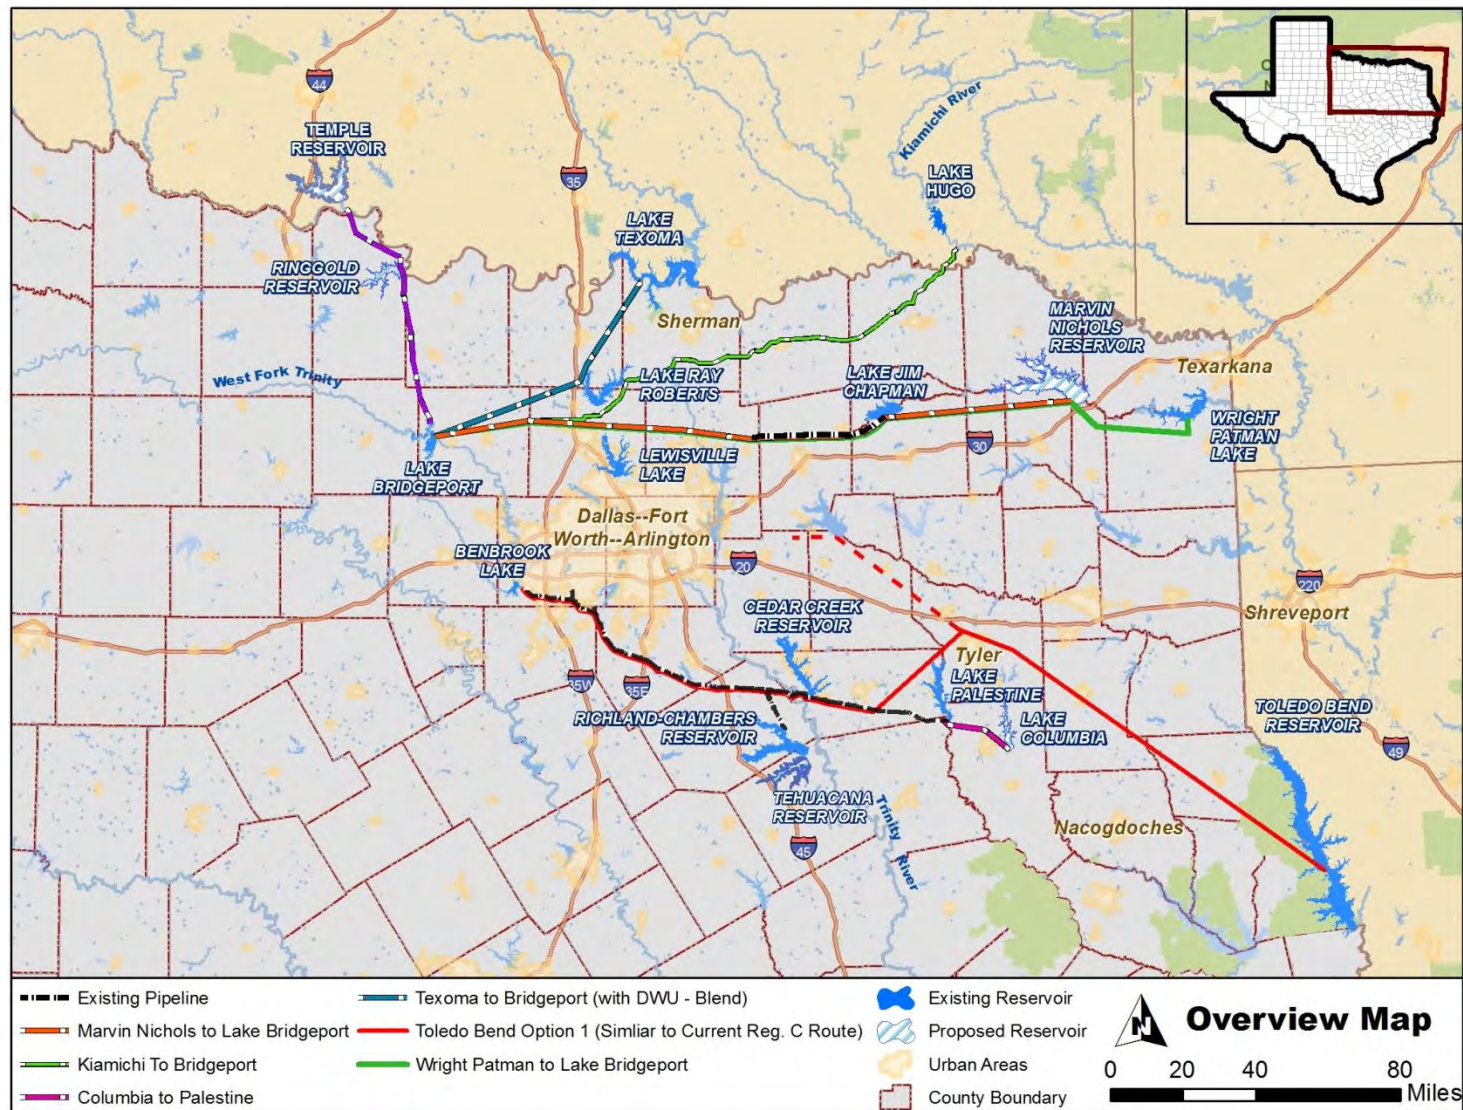 44
TEMPLE
RESERVOIR
35
Kiamichi River
LAKE
HUGO
LAKE
TEXOMA
RINGGOLD
RESERVOIR
Sherman
MARVIN
NICHOLS
RESERVOIR
Texarkana
West Fork Trinity
LAKE RAY
ROBERTS
LAKE JIM
CHAPMAN
WRIGHT
PATMAN
LAKE
30
LAKE
BRIDGEPORT
LEWISVILLE
LAKE
Dallas--Fort
Worth--Arlington
BENBROOK
LAKE
20
220
Shreveport
CEDAR CREEK
RESERVOIR
Tyler
LAKE
PALESTINE
35W
35E
RICHLAND-CHAMBERS
RESERVOIR
LAKE
COLUMBIA
TOLEDO BEND
RESERVOIR
49
TEHUACANA
RESERVOIR
Trinity River
45
Nacogdoches
Existing Pipeline
Marvin Nichols to Lake Bridgeport
Kiamichi To Bridgeport
Columbia to Palestine
Texoma to Bridgeport (with DWU - Blend)
Toledo Bend Option 1 (Simliar to Current Reg. C Route)
Wright Patman to Lake Bridgeport
Existing Reservoir
Proposed Reservoir
Urban Areas
County Boundary
N
Overview Map
0 20 40 80
Miles